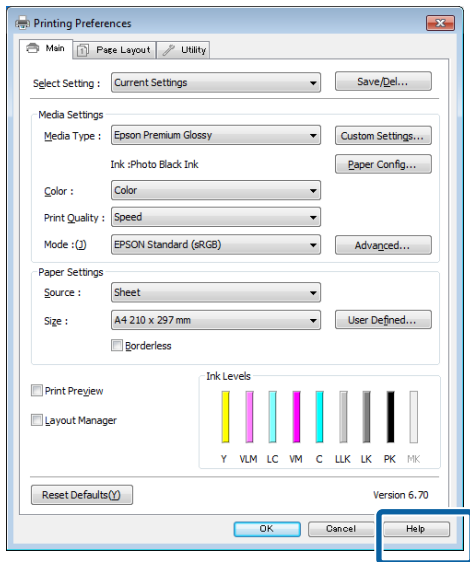 Printing Preferences
Main Page Layout Utility
Select Setting : Current Settings Save/Del...
Media Settings
Media Type : Epson Premium Glossy Custom Settings...
Ink :Photo Black Ink Paper Config...
Color : Color
Print Quality : Speed
Mode :(J) EPSON Standard (sRGB) Advanced...
Paper Settings
Source : Sheet
Size : A4 210 x 297 mm User Defined...
Borderless
Ink Levels
Print Preview
Layout Manager
Y VLM LC VM C LLK LK PK MK
Reset Defaults(Y) Version 6.70
OK Cancel Help